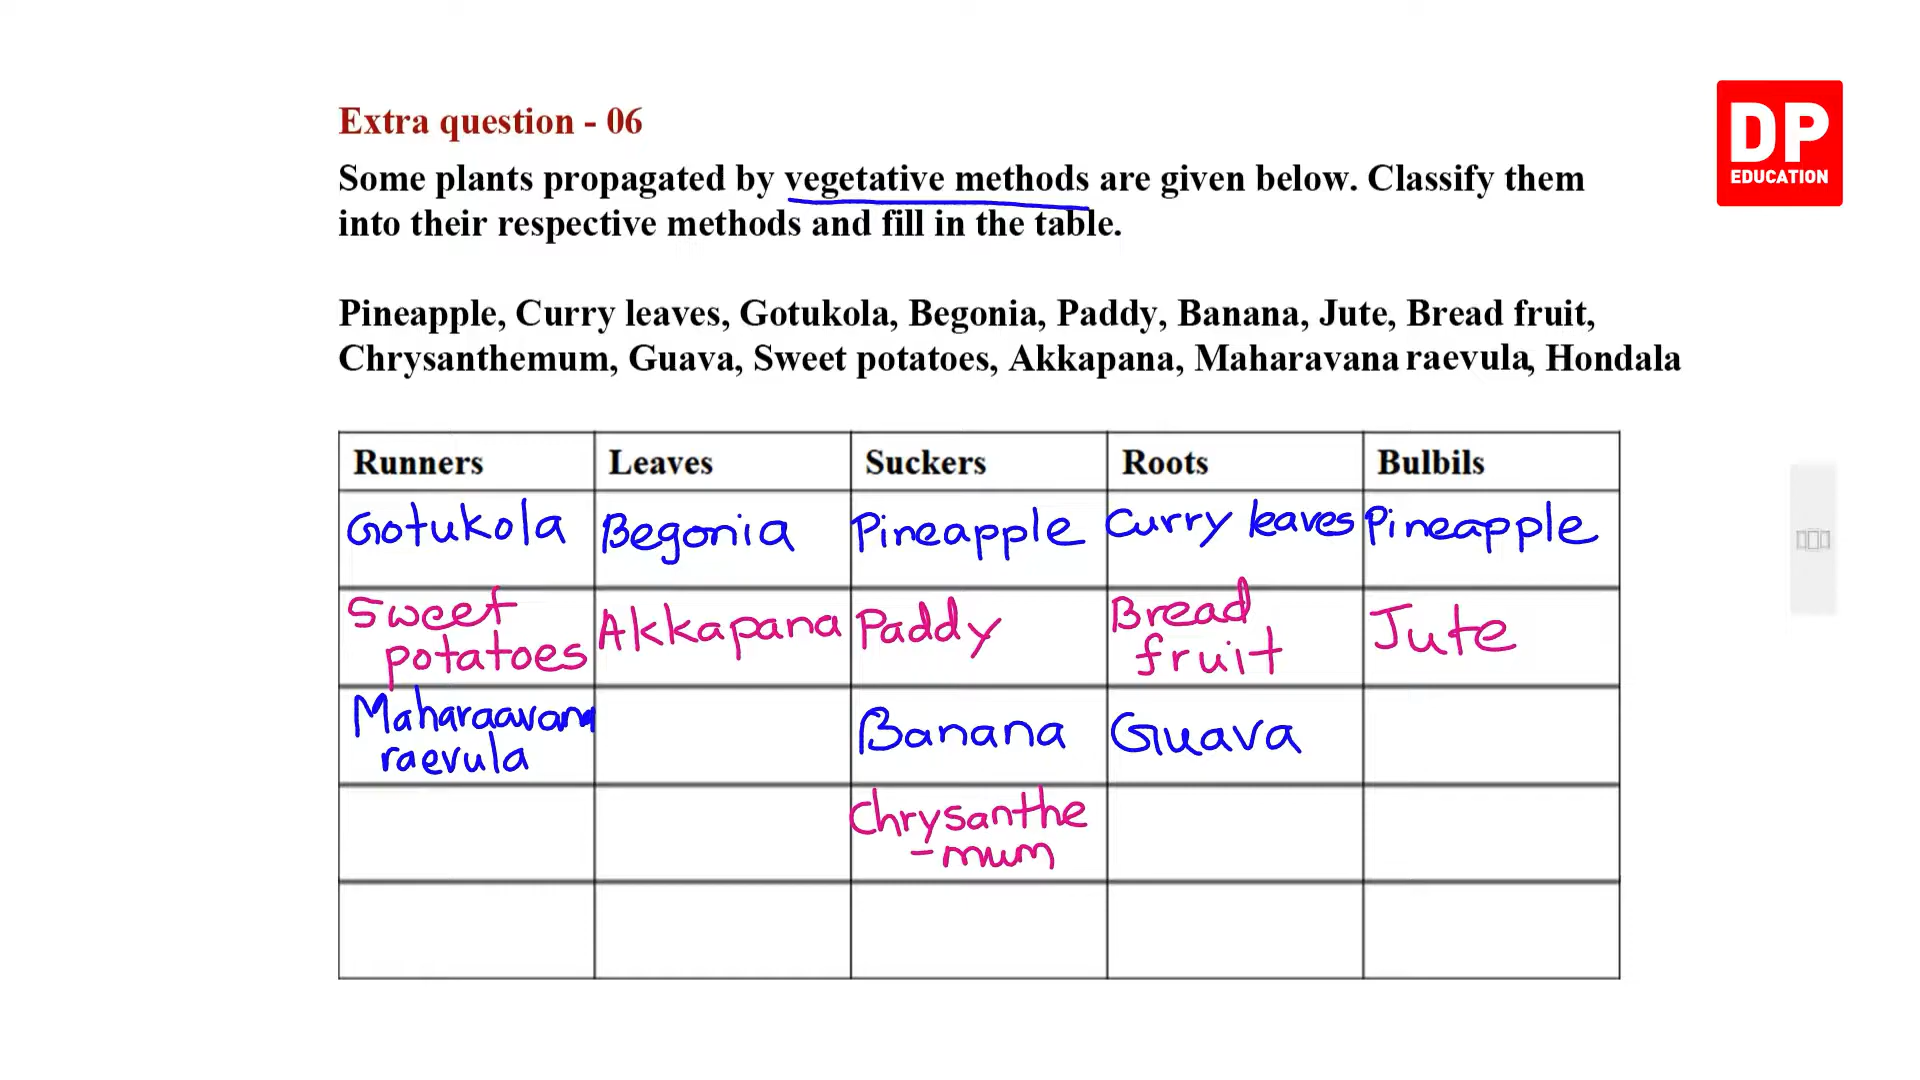 DP
EDUCATION
Extra question - 06
Some plants propagated by vegetative methods are given below. Classify them
into their respective methods and fill in the table.
Pineapple, Curry leaves, Gotukola, Begonia, Paddy, Banana, Jute, Bread fruit,
Chrysanthemum, Guava, Sweet potatoes, Akkapana, Maharavana raevula, Hondala
Runners Leaves Suckers Roots Bulbils
Gotukola Begonia Pineapple Curry leaves Pineapple
Sweet
potatoes Akkapana Paddy Bread
fruit Jute
Maharaavana
raevula Banana Guava
Chrysanthe
-mum